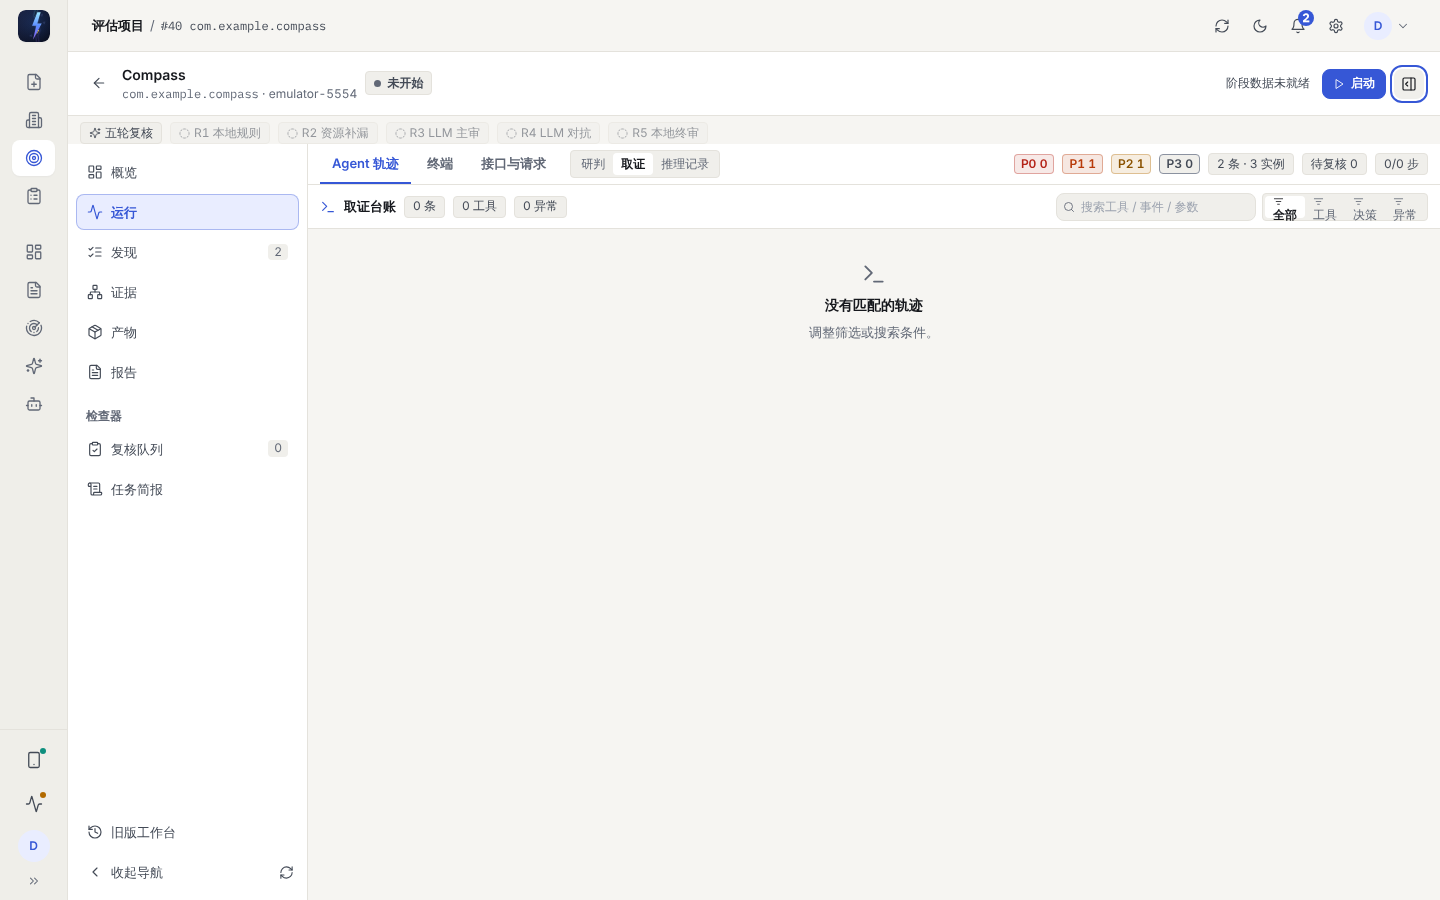 评估项目 / #40 com.example.compass
2
D
Compass
com.example.compass · emulator-5554
未开始
阶段数据未就绪
启动
五轮复核
R1 本地规则
R2 资源补漏
R3 LLM 主审
R4 LLM 对抗
R5 本地终审
概览
运行
发现 2
证据
产物
报告
检查器
复核队列 0
任务简报
旧版工作台
收起导航
D
Agent 轨迹 终端 接口与请求 研判 取证 推理记录
P0 0 P1 1 P2 1 P3 0 2 条 · 3 实例 待复核 0 0/0 步
取证台账 0 条 0 工具 0 异常
搜索工具 / 事件 / 参数
全部 工具 决策 异常
没有匹配的轨迹
调整筛选或搜索条件。